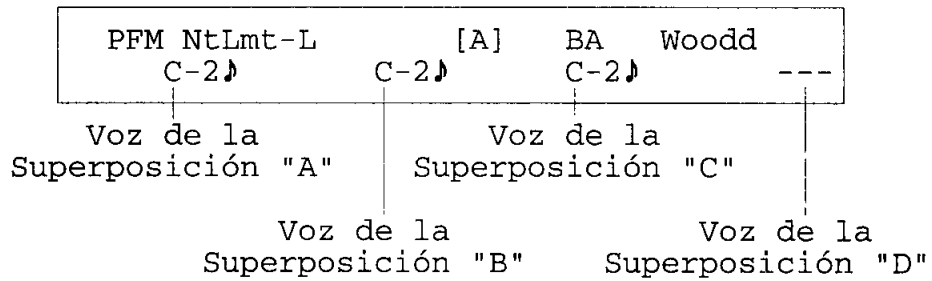 PFM NtLmt-L [A] BA Woodd
C-2♪ C-2♪ C-2♪ ---
Voz de la Voz de la
Superposición "A" Superposición "C"
Voz de la Voz de la
Superposición "B" Superposición "D"